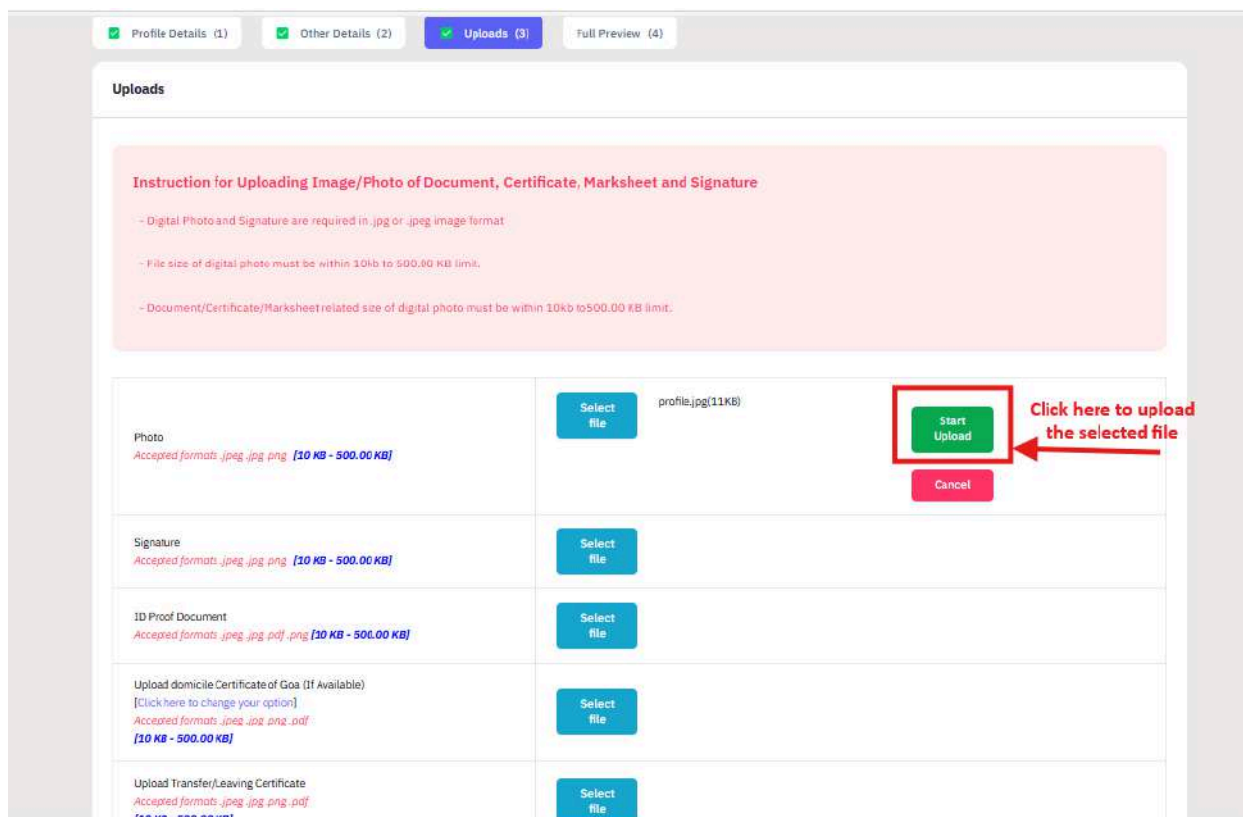 Profile Details (1)
Other Details (2)
Uploads (3)
Full Preview (4)
Uploads
Instruction for Uploading Image/Photo of Document, Certificate, Marksheet and Signature
- Digital Photo and Signature are required in .jpg or .jpeg image format
- File size of digital photo must be within 10kb to 500.00 KB limit.
- Document/Certificate/Marksheet related size of digital photo must be within 10kb to500.00 KB limit.
Photo
Accepted formats .jpeg .jpg .png [10 KB - 500.00 KB]
Select
file
profile.jpg(11KB)
Start
Upload
Cancel
Click here to upload
the selected file
Signature
Accepted formats .jpeg .jpg .png [10 KB - 500.00 KB]
Select
file
ID Proof Document
Accepted formats .jpeg .jpg .pdf .png [10 KB - 500.00 KB]
Select
file
Upload domicile Certificate of Goa (If Available)
[Click here to change your option]
Accepted formats .jpeg .jpg .png .pdf
[10 KB - 500.00 KB]
Select
file
Upload Transfer/Leaving Certificate
Accepted formats .jpeg .jpg .png .pdf
[10 KB - 500.00 KB]
Select
file